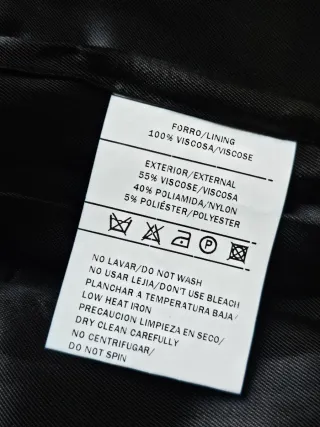 FORRO/LINING
100% VISCOSA/VISCOSE
EXTERIOR/EXTERNAL
55% VISCOSE/VISCOSA
40% POLIAMIDA/NYLON
5% POLIÉSTER/POLYESTER
P
NO LAVAR/DO NOT WASH
NO USAR LEJIA/DON'T USE BLEACH
PLANCHAR A TEMPERATURA BAJA/
LOW HEAT IRON
PRECAUCION LIMPIEZA EN SECO/
DRY CLEAN CAREFULLY
NO CENTRIFUGAR/
DO NOT SPIN